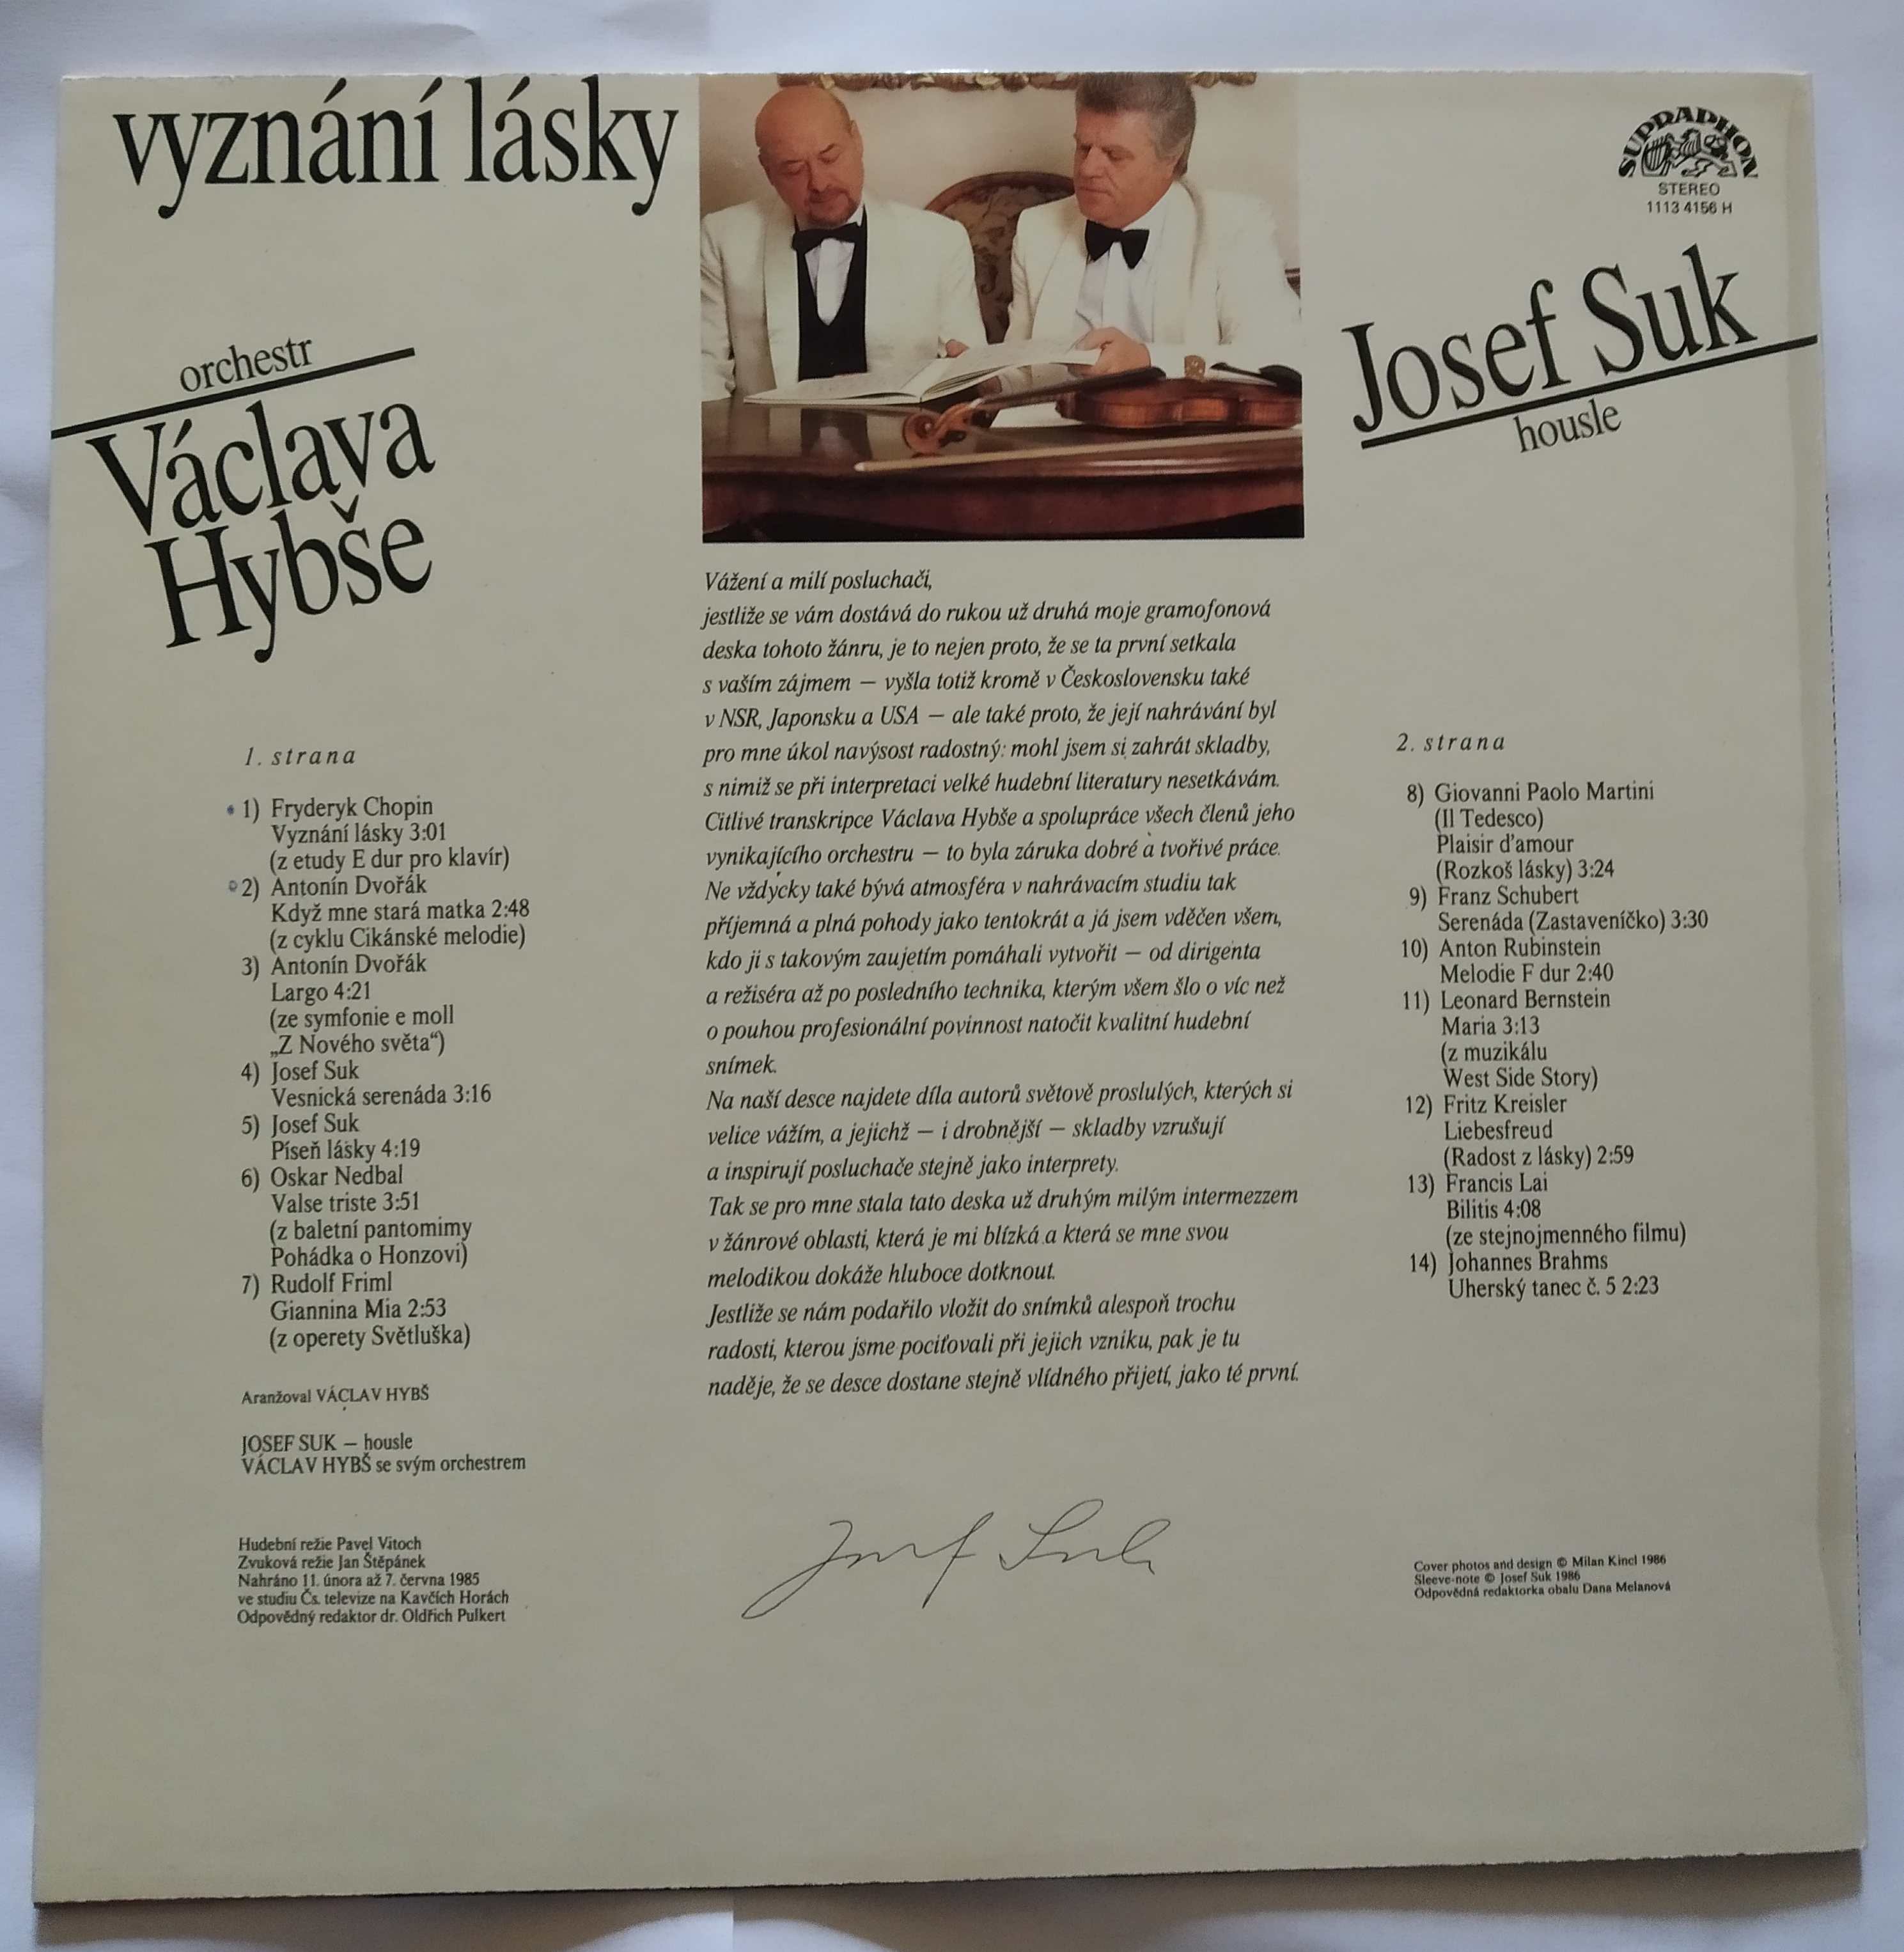 vyznání lásky
SUPRAPHON
STEREO
1113 4156 H
orchestr
Václava
Hybše
Josef Suk
housle
1. strana
1) Fryderyk Chopin
Vyznání lásky 3:01
(z etudy E dur pro klavír)
2) Antonín Dvořák
Když mne stará matka 2:48
(z cyklu Cikánské melodie)
3) Antonín Dvořák
Largo 4:21
(ze symfonie e moll
„Z Nového světa“)
4) Josef Suk
Vesnická serenáda 3:16
5) Josef Suk
Píseň lásky 4:19
6) Oskar Nedbal
Valse triste 3:51
(z baletní pantomimy
Pohádka o Honzovi)
7) Rudolf Friml
Giannina Mia 2:53
(z operety Světluška)
Aranžoval VÁCLAV HYBŠ
JOSEF SUK – housle
VÁCLAV HYBŠ se svým orchestrem
Hudební režie Pavel Vítoch
Zvuková režie Jan Štěpánek
Nahráno 11. února až 7. června 1985
ve studiu Čs. televize na Kavčích Horách
Odpovědný redaktor dr. Oldřich Pulkert
Vážení a milí posluchači,
jestliže se vám dostává do rukou už druhá moje gramofonová
deska tohoto žánru, je to nejen proto, že se ta první setkala
s vaším zájmem – vyšla totiž kromě v Československu také
v NSR, Japonsku a USA – ale také proto, že její nahrávání byl
pro mne úkol navýsost radostný: mohl jsem si zahrát skladby,
s nimiž se při interpretaci velké hudební literatury nesetkávám.
Citlivé transkripce Václava Hybše a spolupráce všech členů jeho
vynikajícího orchestru – to byla záruka dobré a tvořivé práce.
Ne vždycky také bývá atmosféra v nahrávacím studiu tak
příjemná a plná pohody jako tentokrát a já jsem vděčen všem,
kdo ji s takovým zaujetím pomáhali vytvořit – od dirigenta
a režiséra až po posledního technika, kterým všem šlo o víc než
o pouhou profesionální povinnost natočit kvalitní hudební
snímek.
Na naší desce najdete díla autorů světově proslulých, kterých si
velice vážím, a jejichž – i drobnější – skladby vzrušují
a inspirují posluchače stejně jako interprety.
Tak se pro mne stala tato deska už druhým milým intermezzem
v žánrové oblasti, která je mi blízká a která se mne svou
melodikou dokáže hluboce dotknout.
Jestliže se nám podařilo vložit do snímků alespoň trochu
radosti, kterou jsme pociťovali při jejich vzniku, pak je tu
naděje, že se desce dostane stejně vlídného přijetí, jako té první.
Josef Suk
2. strana
8) Giovanni Paolo Martini
(Il Tedesco)
Plaisir d'amour
(Rozkoš lásky) 3:24
9) Franz Schubert
Serenáda (Zastaveníčko) 3:30
10) Anton Rubinstein
Melodie F dur 2:40
11) Leonard Bernstein
Maria 3:13
(z muzikálu
West Side Story)
12) Fritz Kreisler
Liebesfreud
(Radost z lásky) 2:59
13) Francis Lai
Bilitis 4:08
(ze stejnojmenného filmu)
14) Johannes Brahms
Uherský tanec č. 5 2:23
Cover photos and design © Milan Kincl 1986
Sleeve-note © Josef Suk 1986
Odpovědná redaktorka obalu Dana Melanová